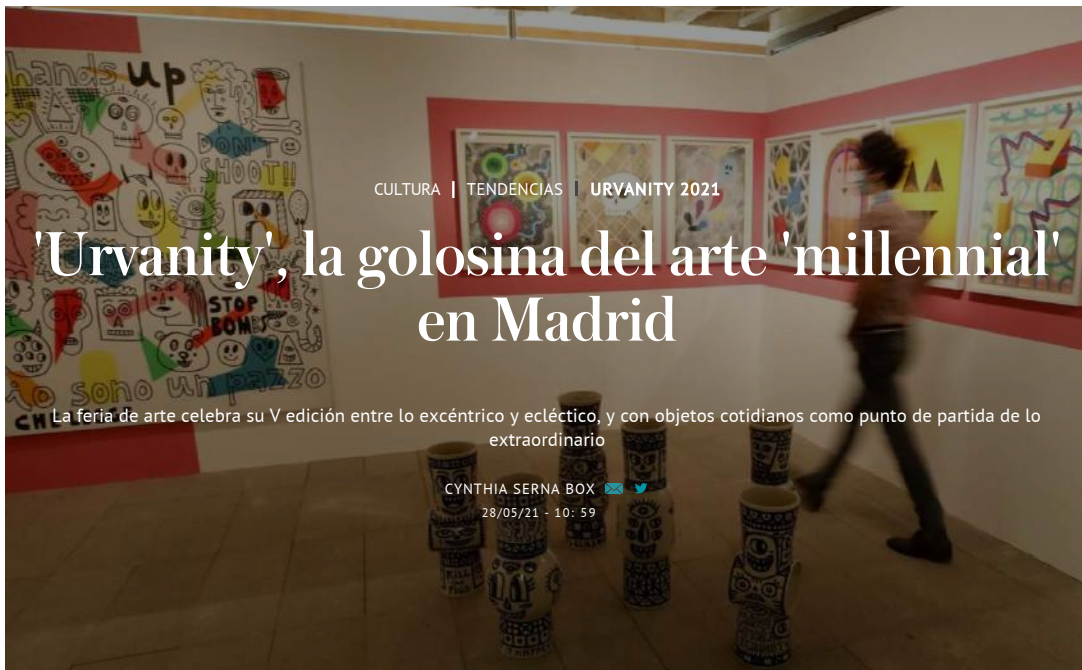 hands up
DON'T
SHOOT!!
CULTURA | TENDENCIAS | URVANITY 2021
'Urvanity', la golosina del arte 'millennial'
en Madrid
STOP
BOMBS
sono un pazzo
La feria de arte celebra su V edición entre lo excéntrico y ecléctico, y con objetos cotidianos como punto de partida de lo
extraordinario
CYNTHIA SERNA BOX
28/05/21 - 10: 59
KILL